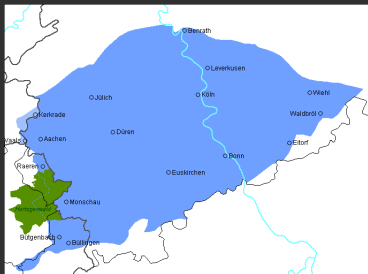 Benrath
Leverkusen
Jülich
Köln
Wiehl
Kerkrade
Waldbröl
Vaals
Aachen
Düren
Eitorf
Bonn
Raeren
Euskirchen
Monschau
Bütgenbach
Büllingen